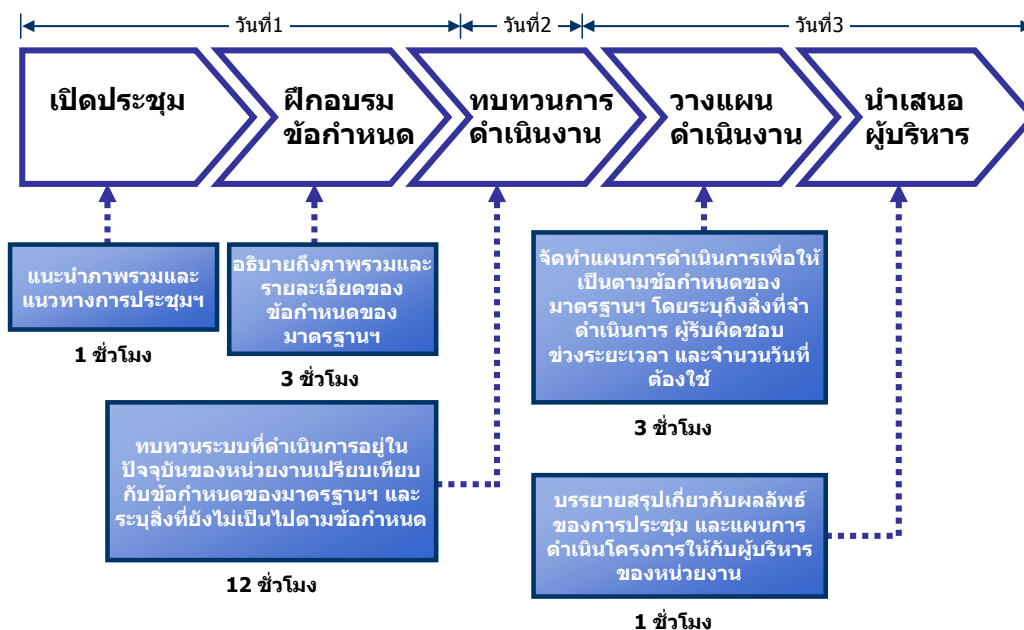 วันที่1
วันที่2
วันที่3
เปิดประชุม
ฝึกอบรม
ข้อกำหนด
ทบทวนการ
ดำเนินงาน
วางแผน
ดำเนินงาน
นำเสนอ
ผู้บริหาร
แนะนำภาพรวมและ
แนวทางการประชุมฯ
1 ชั่วโมง
อธิบายถึงภาพรวมและ
รายละเอียดของ
ข้อกำหนดของ
มาตรฐานฯ
3 ชั่วโมง
จัดทำแผนการดำเนินการเพื่อให้
เป็นตามข้อกำหนดของ
มาตรฐานฯ โดยระบุถึงสิ่งที่จำ
ดำเนินการ ผู้รับผิดชอบ
ช่วงระยะเวลา และจำนวนวันที่
ต้องใช้
3 ชั่วโมง
ทบทวนระบบที่ดำเนินการอยู่ใน
ปัจจุบันของหน่วยงานเปรียบเทียบ
กับข้อกำหนดของมาตรฐานฯ และ
ระบุสิ่งที่ยังไม่เป็นไปตามข้อกำหนด
12 ชั่วโมง
บรรยายสรุปเกี่ยวกับผลลัพธ์
ของการประชุม และแผนการ
ดำเนินโครงการให้กับผู้บริหาร
ของหน่วยงาน
1 ชั่วโมง